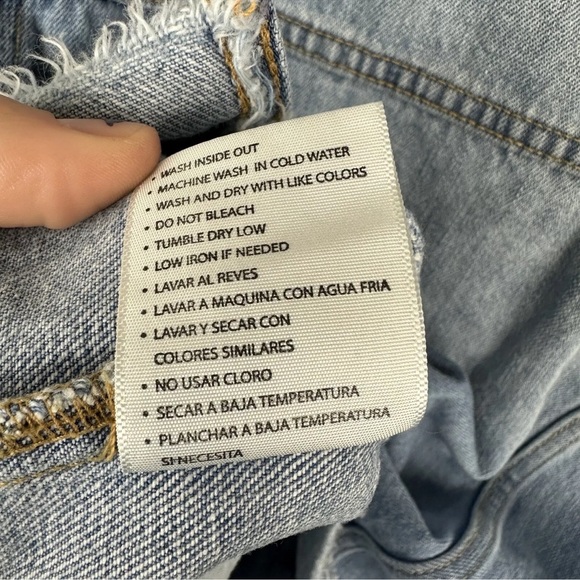 • WASH INSIDE OUT
• MACHINE WASH IN COLD WATER
• WASH AND DRY WITH LIKE COLORS
• DO NOT BLEACH
• TUMBLE DRY LOW
• LOW IRON IF NEEDED
• LAVAR AL REVES
• LAVAR A MAQUINA CON AGUA FRIA
• LAVAR Y SECAR CON
COLORES SIMILARES
• NO USAR CLORO
• SECAR A BAJA TEMPERATURA
• PLANCHAR A BAJA TEMPERATURA
SI NECESITA